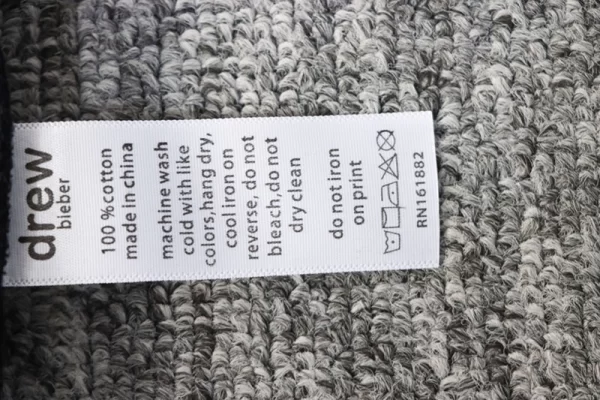 drew
bieber
100 %cotton
made in china
machine wash
cold with like
colors,hang dry,
cool iron on
reverse, do not
bleach,do not
dry clean
do not iron
on print
RN161882